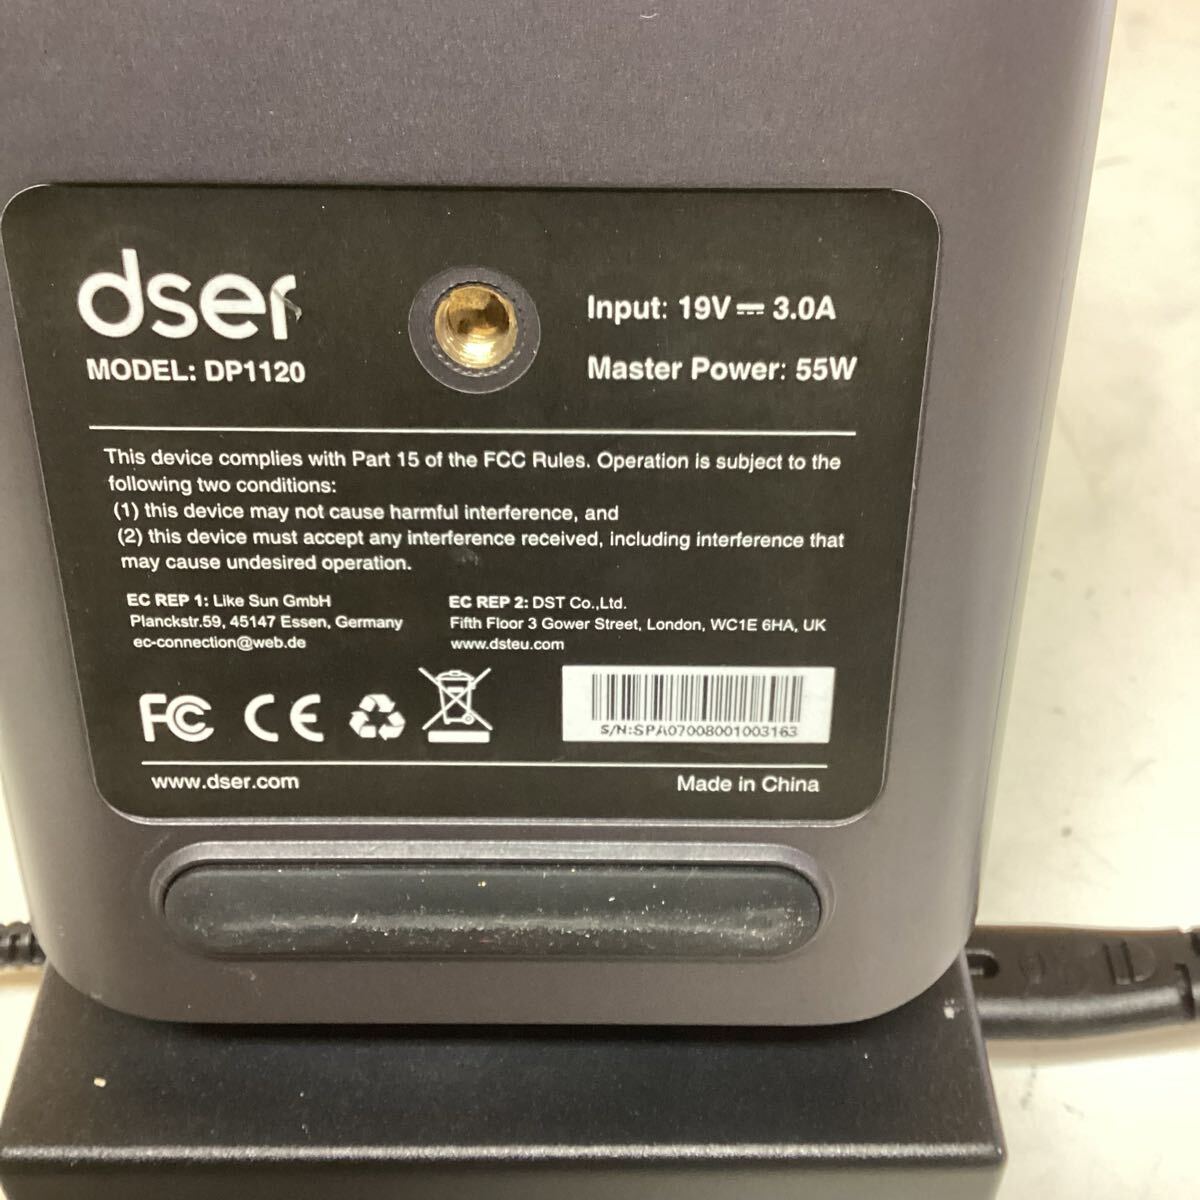 dser
MODEL: DP1120
Input: 19V ⎓ 3.0A
Master Power: 55W
This device complies with Part 15 of the FCC Rules. Operation is subject to the
following two conditions:
(1) this device may not cause harmful interference, and
(2) this device must accept any interference received, including interference that
may cause undesired operation.
EC REP 1: Like Sun GmbH
Planckstr.59, 45147 Essen, Germany
ec-connection@web.de
EC REP 2: DST Co.,Ltd.
Fifth Floor 3 Gower Street, London, WC1E 6HA, UK
www.dsteu.com
FC CE
S/N:SPA07008001003163
www.dser.com
Made in China